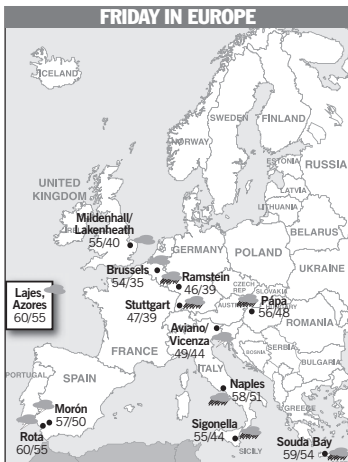 FRIDAY IN EUROPE
ICELAND
SWEDEN
FINLAND
NORWAY
ESTONIA
RUSSIA
LATVIA
LITHUANIA
UNITED
KINGDOM
Mildenhall/
Lakenheath
55/40
BELARUS
GERMANY
POLAND
Brussels
54/35
Ramstein
46/39
UKRAINE
CZECH
REP.
SLOVAKIA
Lajes,
Azores
60/55
Stuttgart
47/39
Pápa
56/48
Aviano/
Vicenza
49/44
ROMANIA
FRANCE
BOSNIA
SERBIA
ITALY
BULGARIA
PORTUGAL
SPAIN
Naples
58/51
Morón
57/50
GREECE
Sigonella
55/44
Rota
60/55
SICILY
Souda Bay
59/54